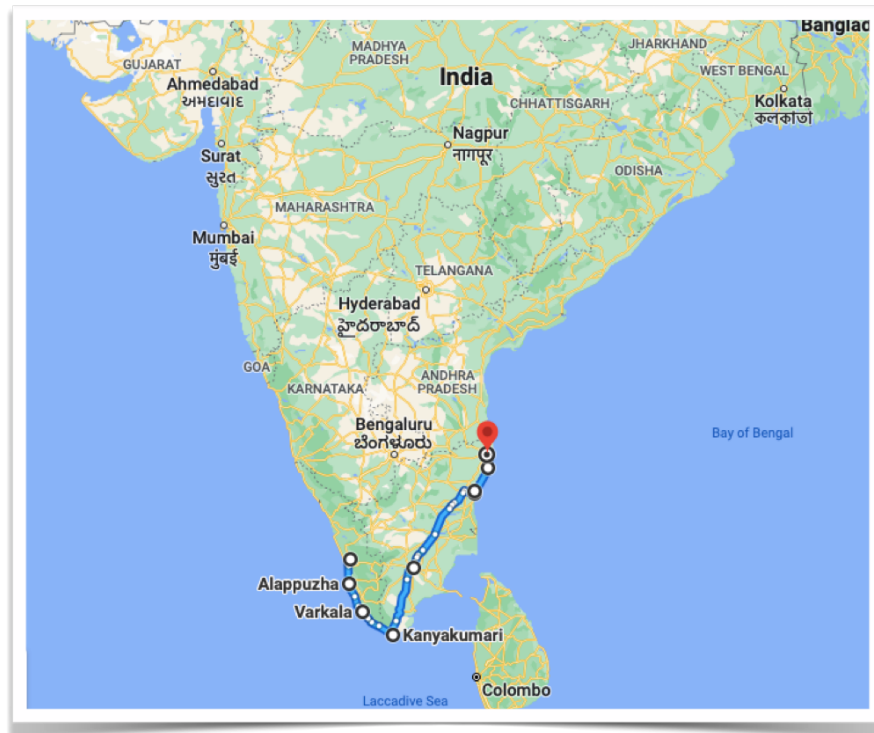 Banglad
MADHYA
PRADESH
JHARKHAND
GUJARAT
WEST BENGAL
India
Ahmedabad
અમદાવાદ
Kolkata
কলকাতা
CHHATTISGARH
Nagpur
नागपूर
Surat
સુરત
ODISHA
MAHARASHTRA
Mumbai
मुंबई
TELANGANA
Hyderabad
హైదరాబాద్
GOA
ANDHRA
PRADESH
KARNATAKA
Bengaluru
ಬೆಂಗಳೂರು
Bay of Bengal
Alappuzha
Varkala
Kanyakumari
Colombo
Laccadive Sea